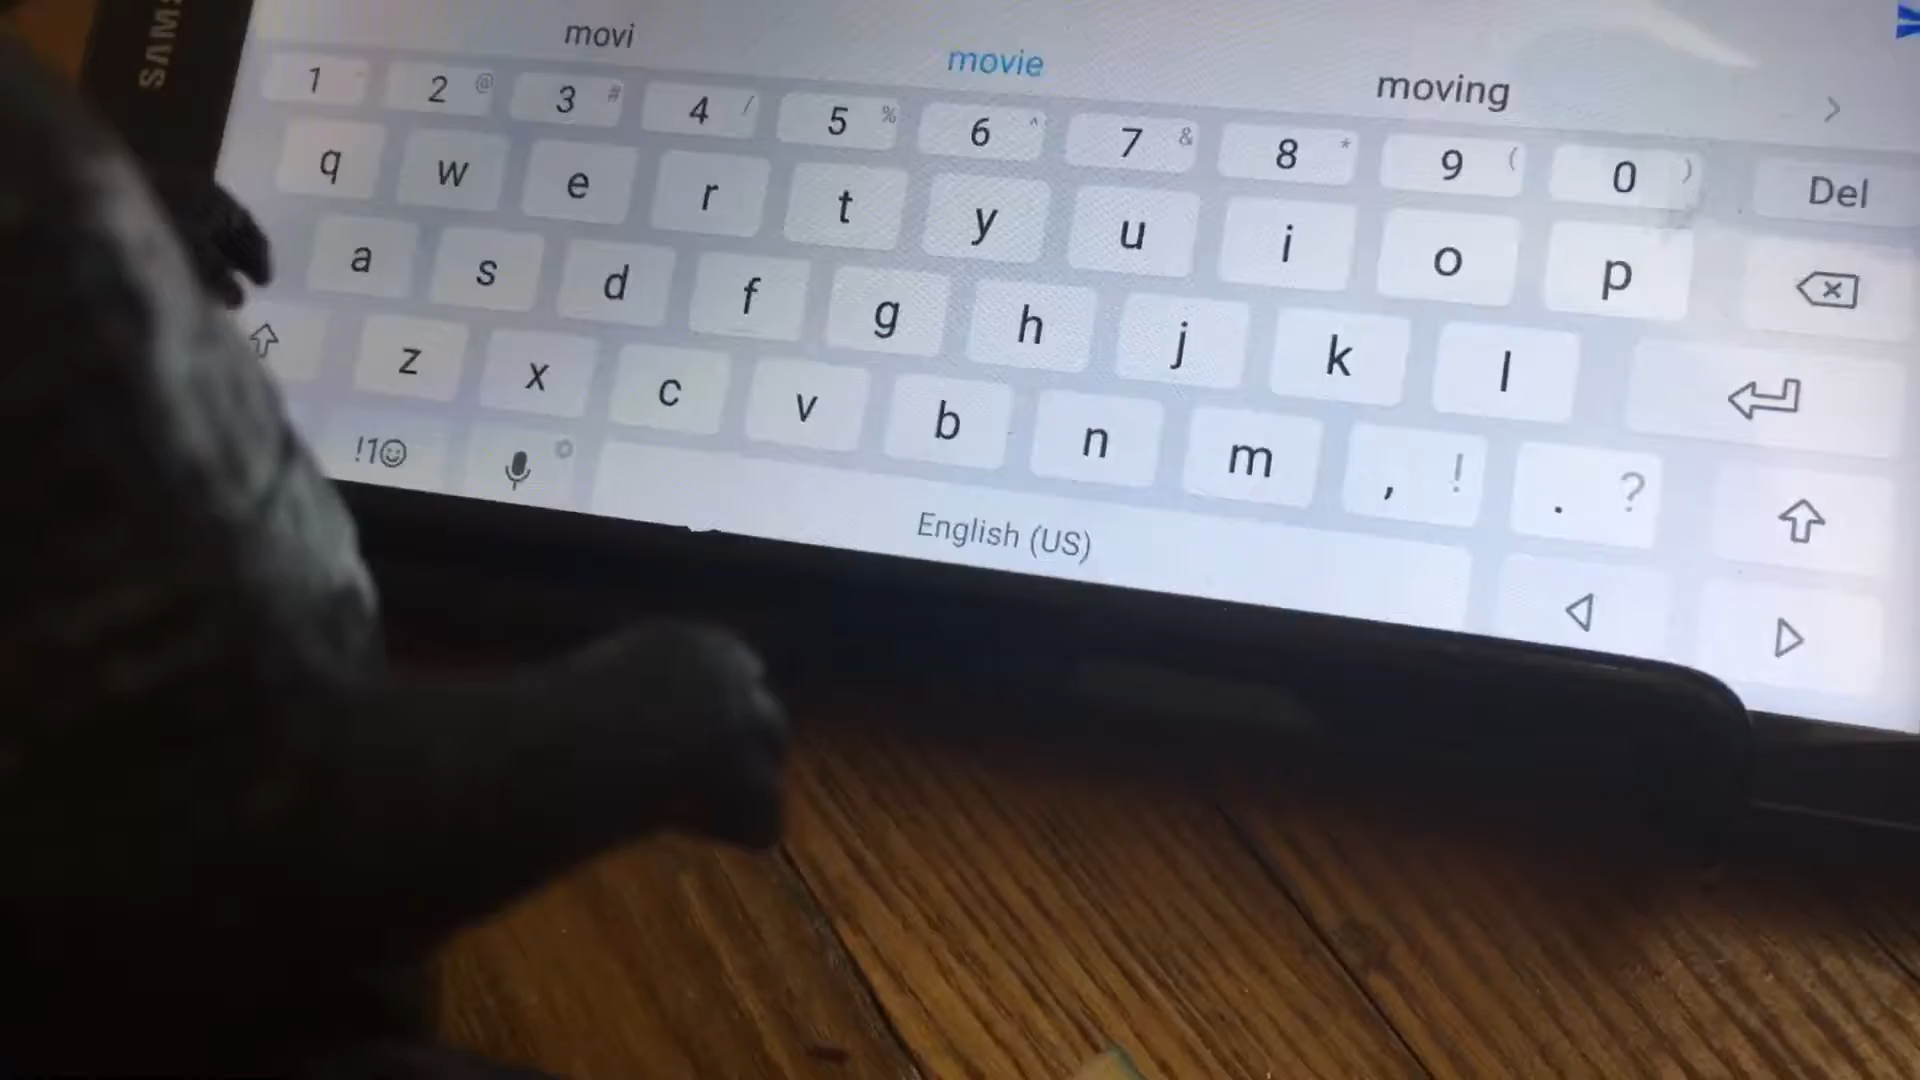 SAMS
movi movie moving
1 2 @ 3 # 4 / 5 % 6 ^ 7 & 8 * 9 ( 0 ) Del
q w e r t y u i o p
a s d f g h j k l
z x c v b n m , ! . ?
!1☺ English (US)